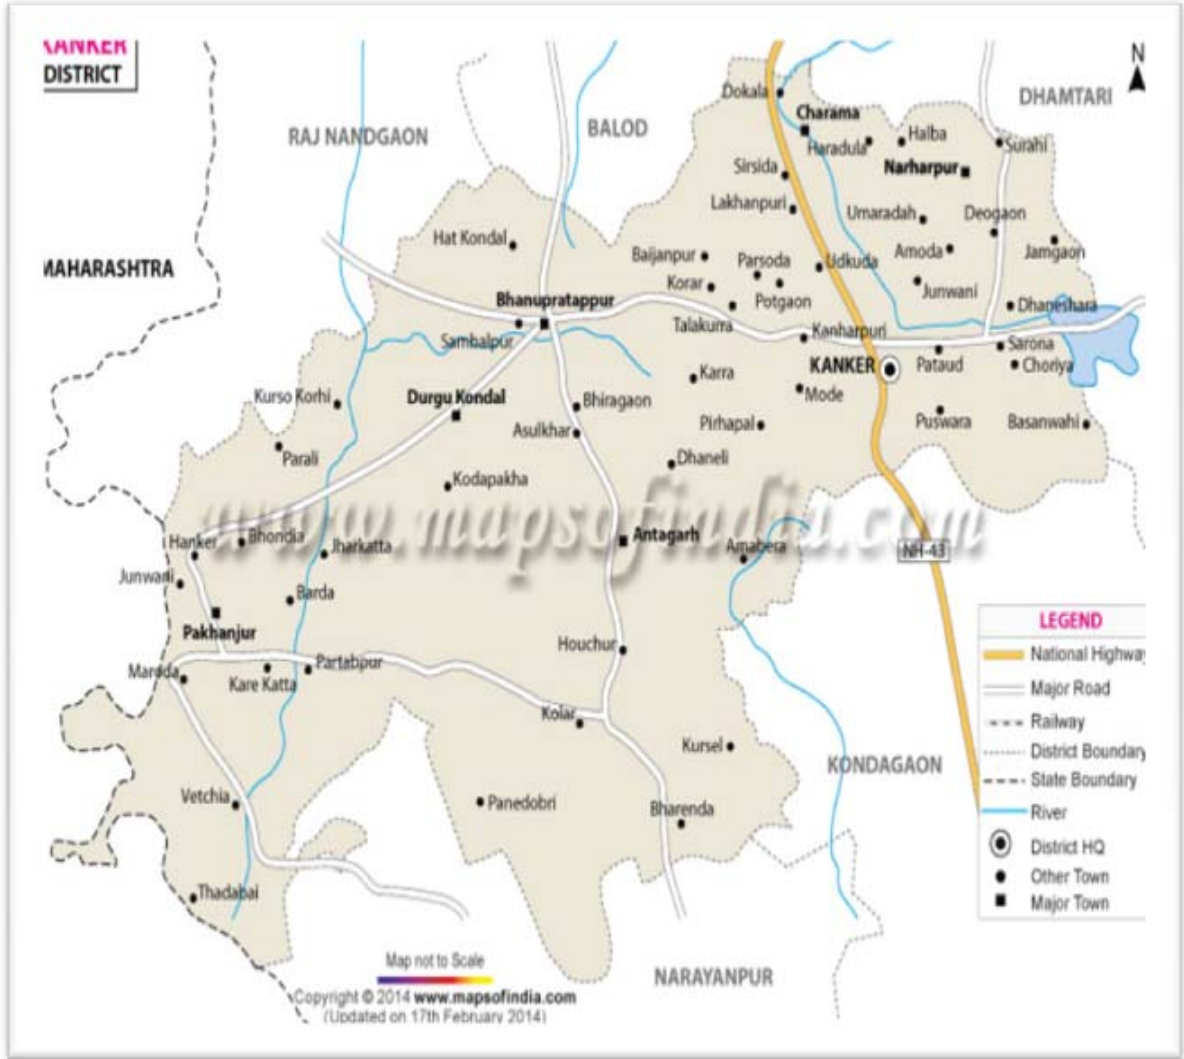 KANKER
DISTRICT
N
RAJ NANDGAON
BALOD
DHAMTARI
MAHARASHTRA
Dokala
Charama
Haradula
Halba
Surahi
Narharpur
Sirsida
Lakhanpuri
Umaradah
Deogaon
Hat Kondal
Baijanpur
Parsoda
Udkuda
Amoda
Jamgaon
Korar
Potgaon
Junwani
Bhanupratappur
Dhaneshara
Talakurra
Kanharpuri
Sambalpur
Sarona
KANKER
Pataud
Choriya
Karra
Mode
Kurso Korhi
Durgu Kondal
Bhiragaon
Asulkhar
Pirhapal
Puswara
Basanwahi
Parali
Dhaneli
Kodapakha
www.mapsofindia.com
Hanker
Bhondia
Jharkatta
Antagarh
Amabera
NH-43
Junwani
Barda
Pakhanjur
Houchur
Maroda
Kare Katta
Partabpur
Kolar
Kursel
KONDAGAON
Vetchia
Panedobri
Bharenda
Thadabai
NARAYANPUR
LEGEND
National Highway
Major Road
Railway
District Boundary
State Boundary
River
District HQ
Other Town
Major Town
Map not to Scale
Copyright © 2014 www.mapsofindia.com
(Updated on 17th February 2014)